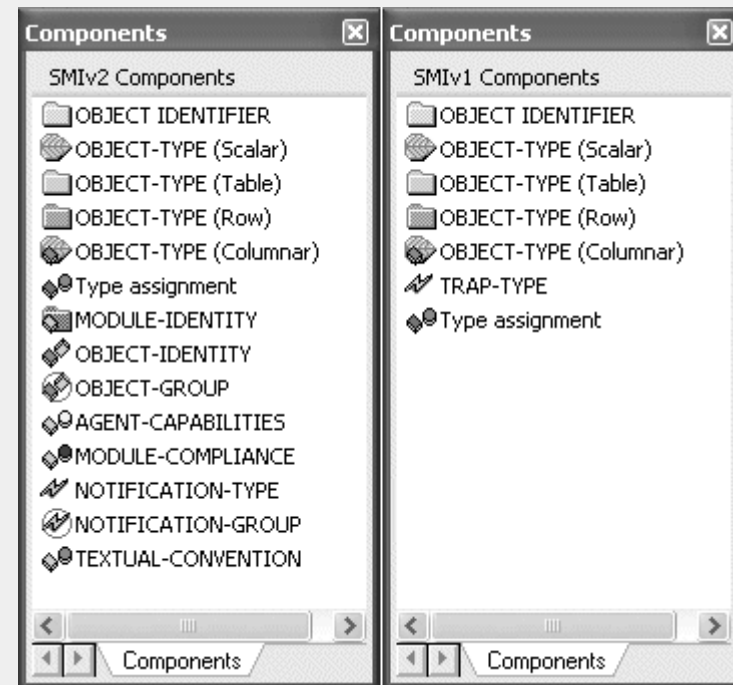 Components
SMIv2 Components
OBJECT IDENTIFIER
OBJECT-TYPE (Scalar)
OBJECT-TYPE (Table)
OBJECT-TYPE (Row)
OBJECT-TYPE (Columnar)
Type assignment
MODULE-IDENTITY
OBJECT-IDENTITY
OBJECT-GROUP
AGENT-CAPABILITIES
MODULE-COMPLIANCE
NOTIFICATION-TYPE
NOTIFICATION-GROUP
TEXTUAL-CONVENTION
Components
Components
SMIv1 Components
OBJECT IDENTIFIER
OBJECT-TYPE (Scalar)
OBJECT-TYPE (Table)
OBJECT-TYPE (Row)
OBJECT-TYPE (Columnar)
TRAP-TYPE
Type assignment
Components